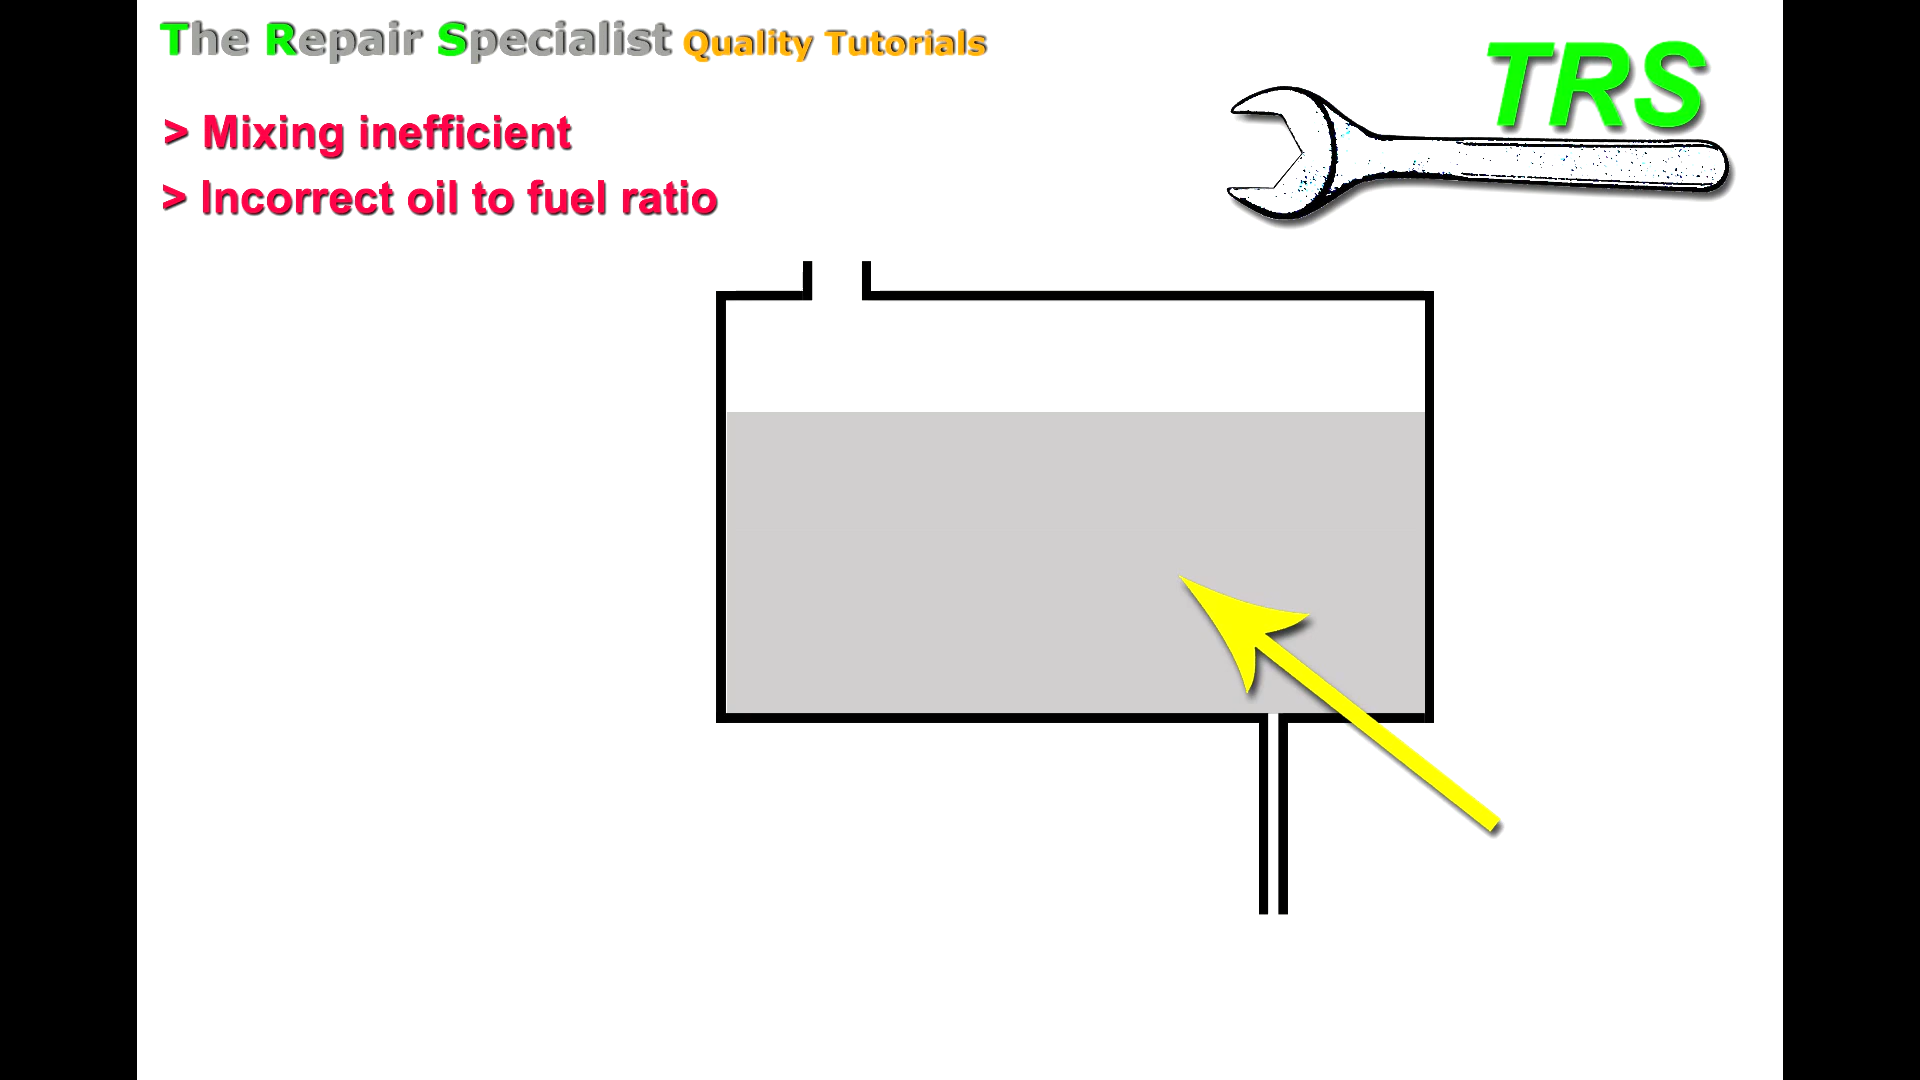 The Repair Specialist Quality Tutorials
TRS
> Mixing inefficient
> Incorrect oil to fuel ratio